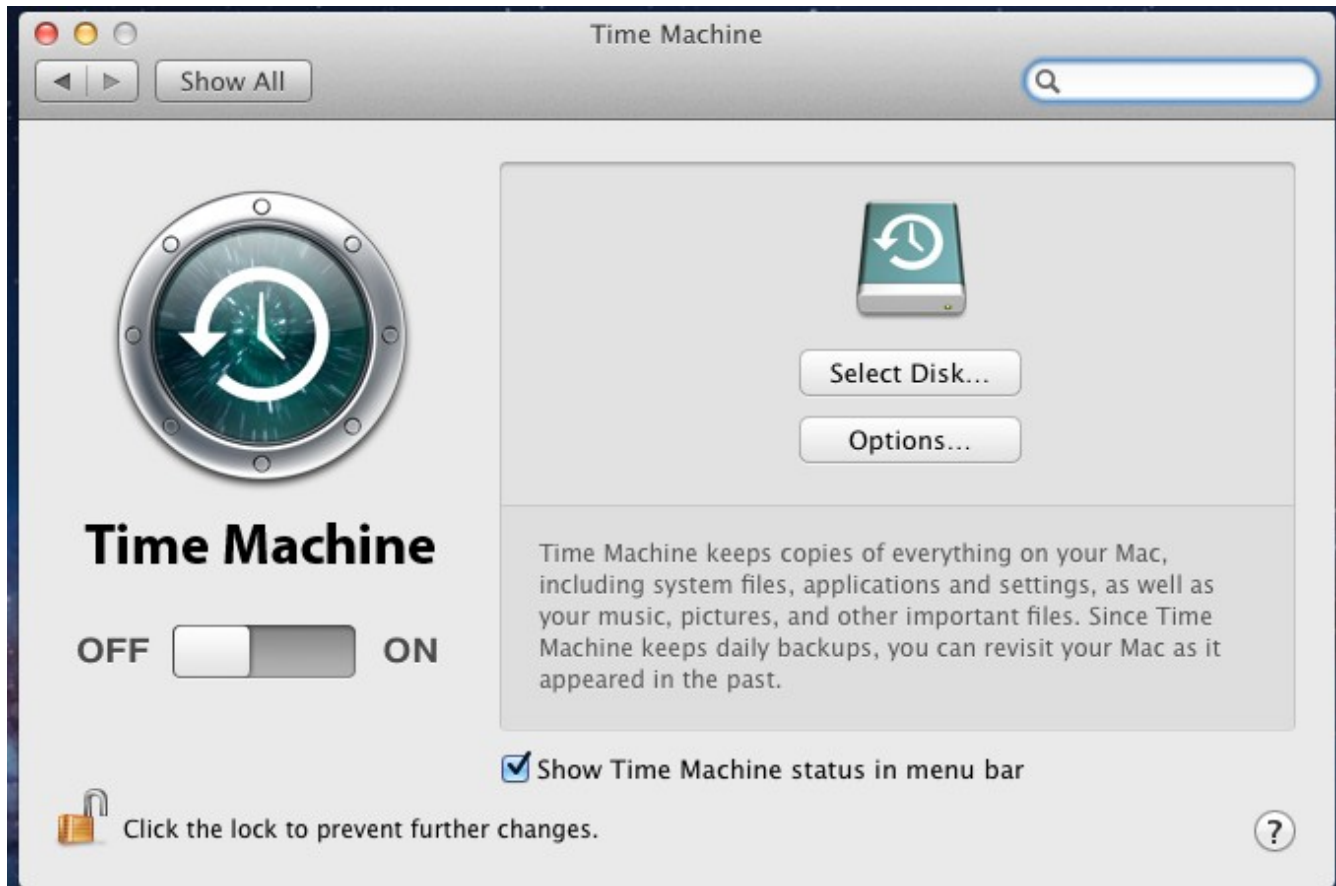 Time Machine
Show All
Select Disk...
Options...
Time Machine
Time Machine keeps copies of everything on your Mac,
including system files, applications and settings, as well as
your music, pictures, and other important files. Since Time
Machine keeps daily backups, you can revisit your Mac as it
appeared in the past.
OFF ON
Show Time Machine status in menu bar
Click the lock to prevent further changes.
?